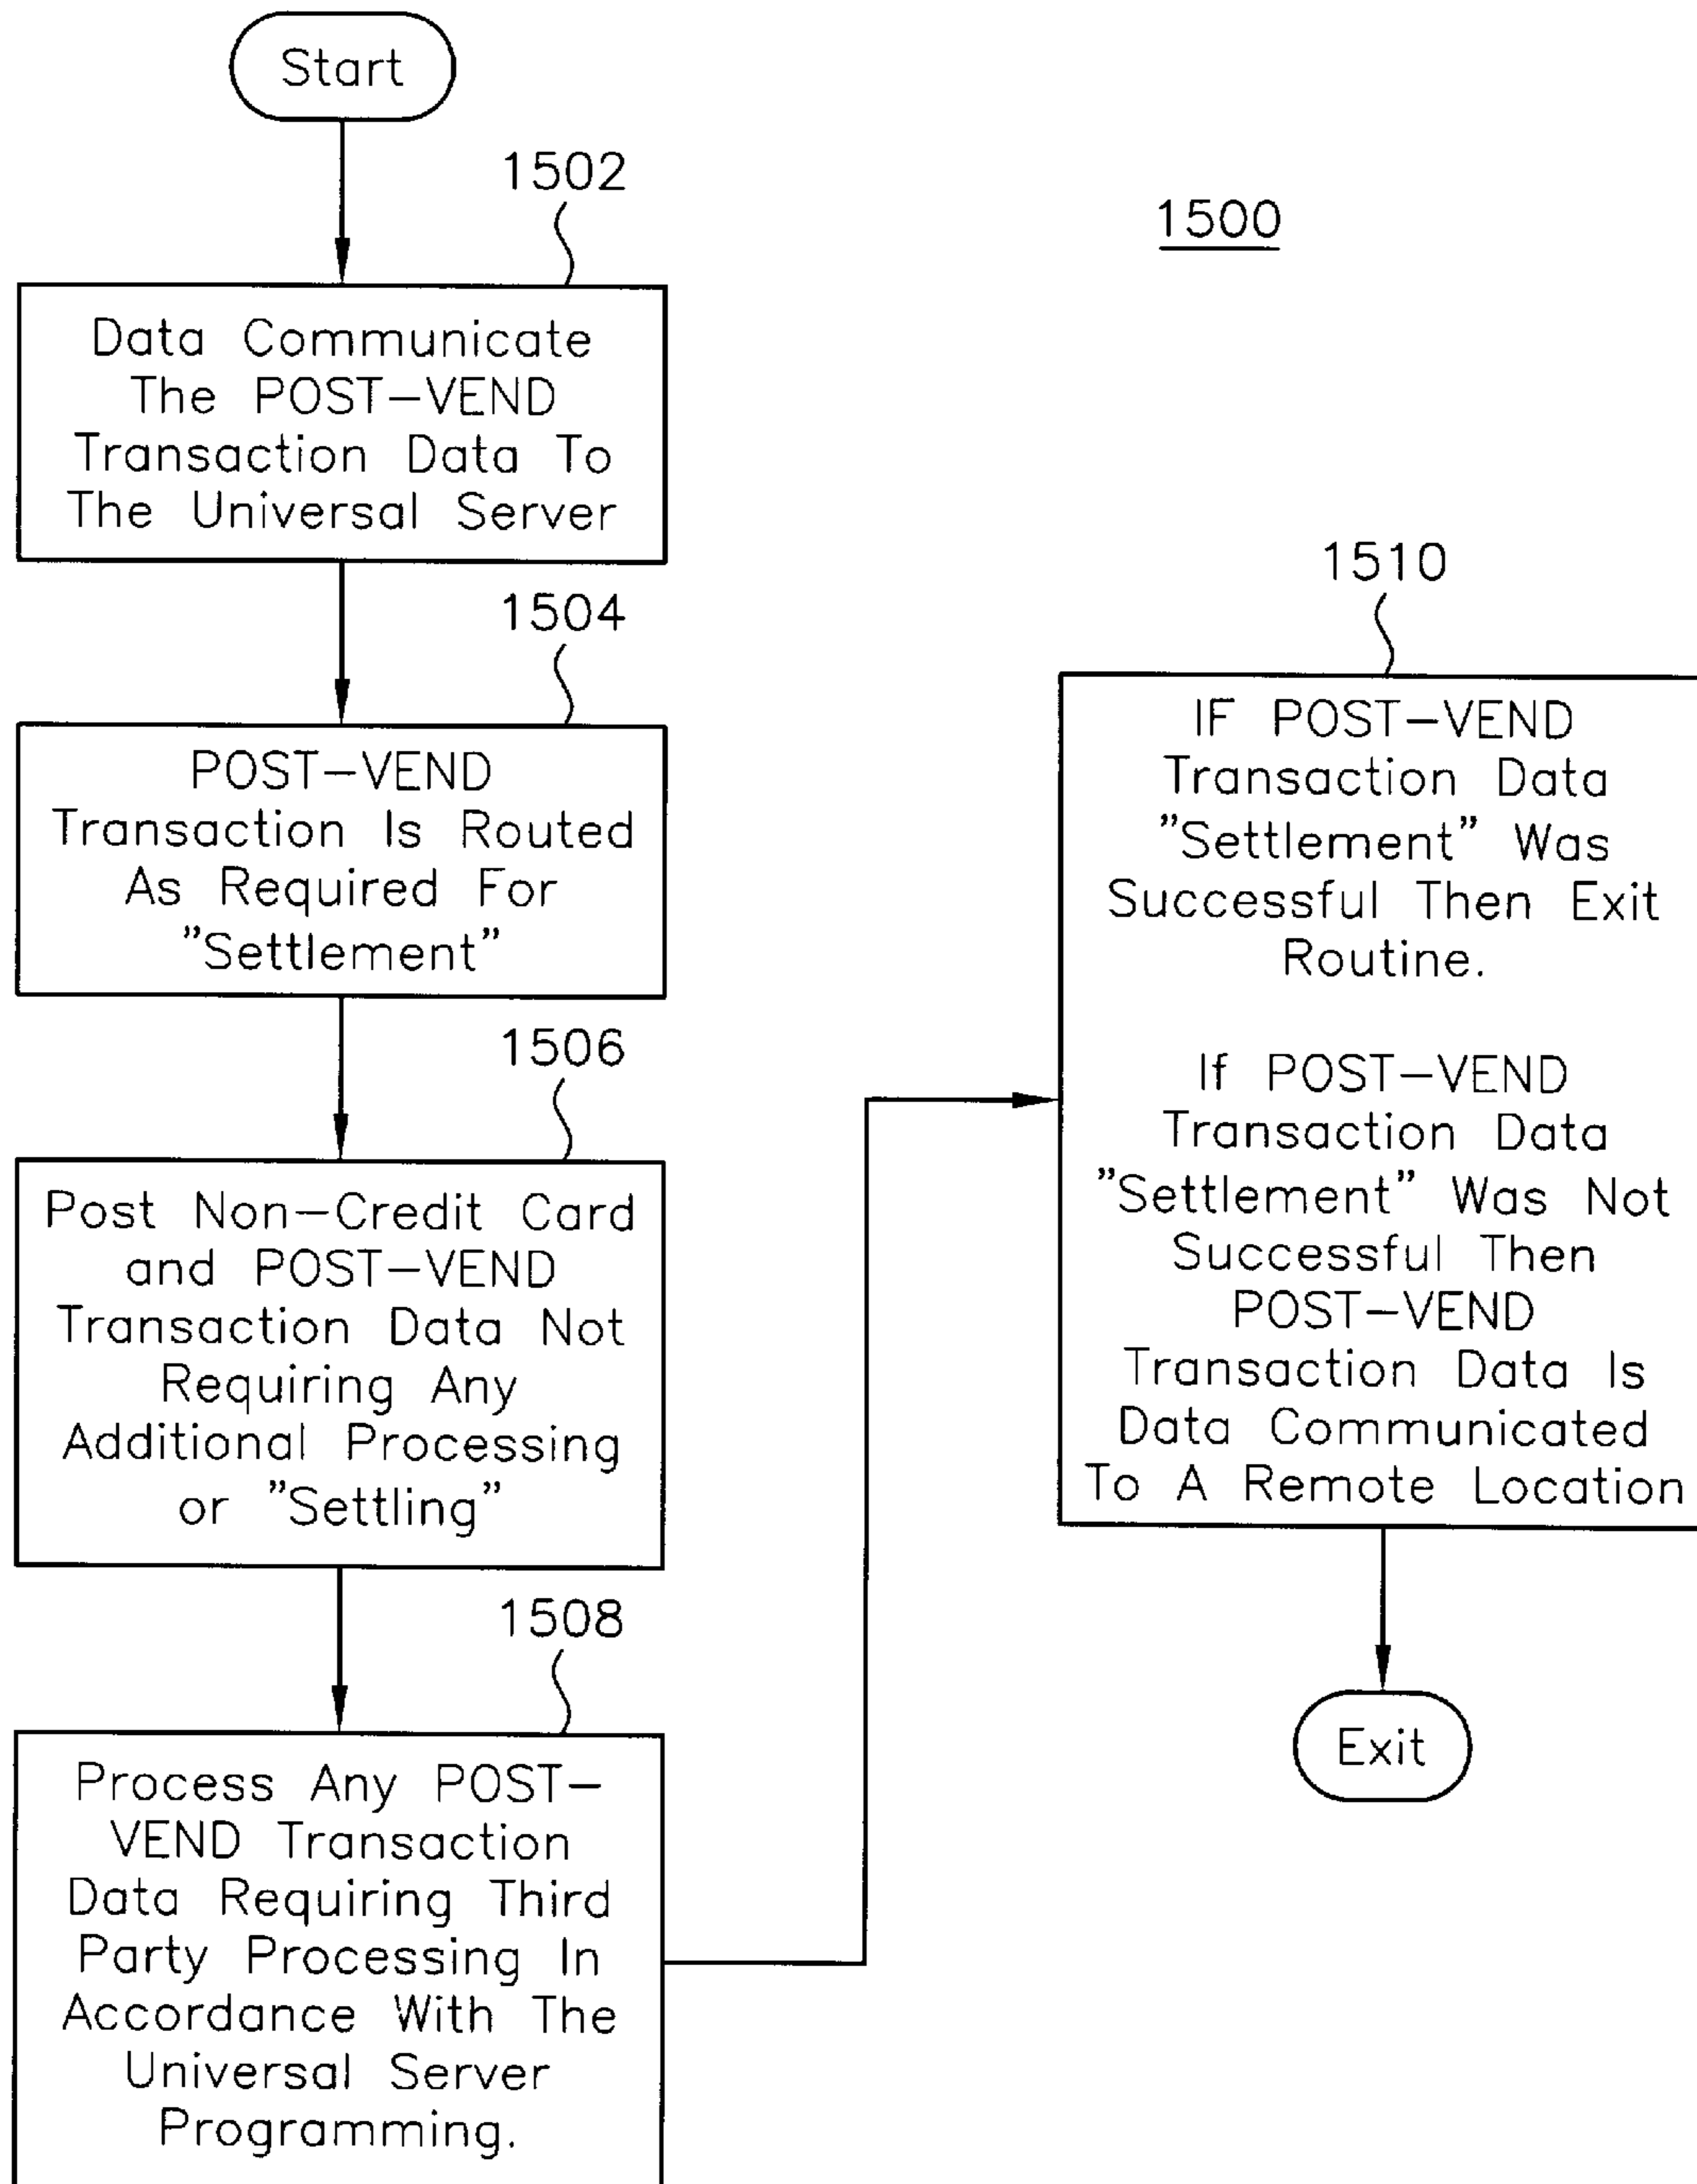 Start
1502
1500
Data Communicate
The POST—VEND
Transaction Data To
The Universal Server
1504
POST—VEND
Transaction Is Routed
As Required For
"Settlement"
1506
Post Non—Credit Card
and POST—VEND
Transaction Data Not
Requiring Any
Additional Processing
or "Settling"
1508
Process Any POST—
VEND Transaction
Data Requiring Third
Party Processing In
Accordance With The
Universal Server
Programming.
1510
IF POST—VEND
Transaction Data
"Settlement" Was
Successful Then Exit
Routine.
If POST—VEND
Transaction Data
"Settlement" Was Not
Successful Then
POST—VEND
Transaction Data Is
Data Communicated
To A Remote Location
Exit